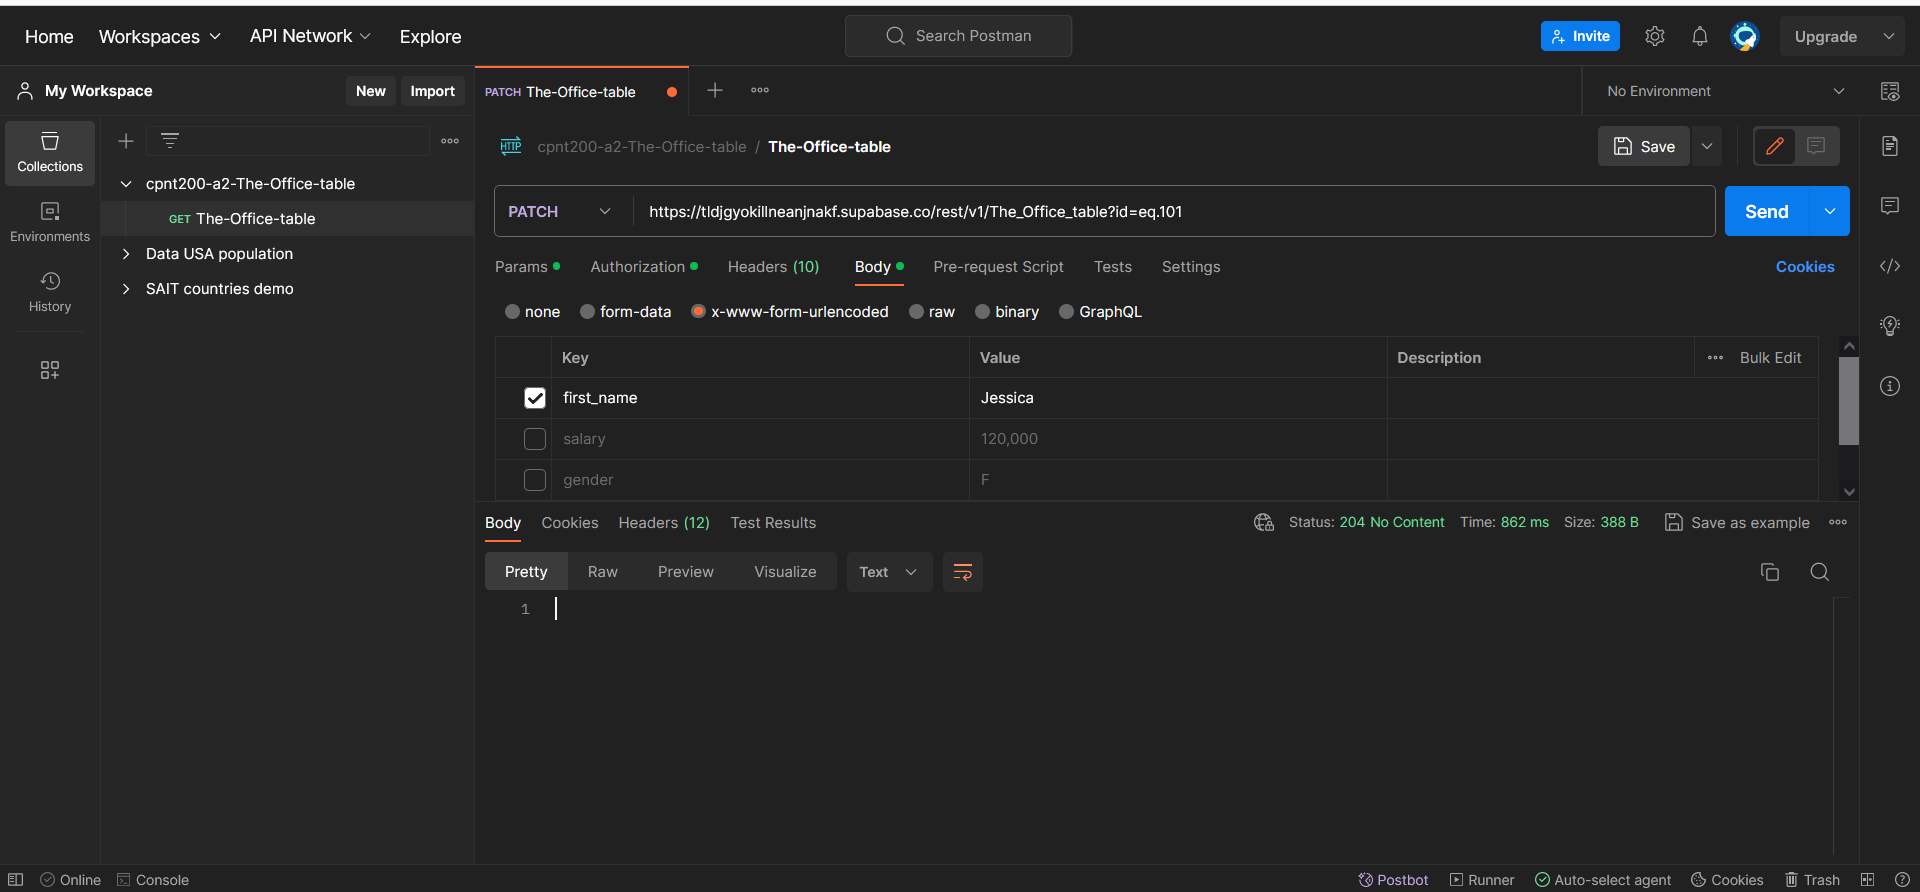 Home Workspaces API Network Explore Search Postman Invite Upgrade
My Workspace New Import PATCH The-Office-table No Environment
Collections
Environments
History
cpnt200-a2-The-Office-table
GET The-Office-table
Data USA population
SAIT countries demo
HTTP cpnt200-a2-The-Office-table / The-Office-table Save
PATCH https://tldjgyokillneanjnakf.supabase.co/rest/v1/The_Office_table?id=eq.101 Send
Params Authorization Headers (10) Body Pre-request Script Tests Settings Cookies
none form-data x-www-form-urlencoded raw binary GraphQL
Key Value Description Bulk Edit
first_name Jessica
salary 120,000
gender F
Body Cookies Headers (12) Test Results Status: 204 No Content Time: 862 ms Size: 388 B Save as example
Pretty Raw Preview Visualize Text
1
Online Console Postbot Runner Auto-select agent Cookies Trash